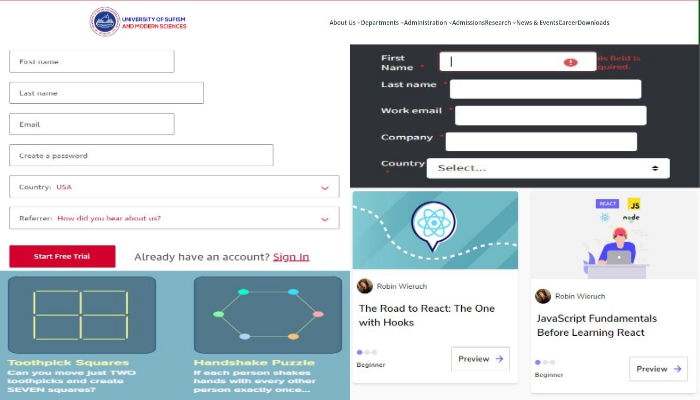 UNIVERSITY OF SUFISM
AND MODERN SCIENCES
About Us Departments Administration Admissions Research News & Events Career Downloads
First name
Last name
Email
Create a password
Country: USA
Referrer: How did you hear about us?
Start Free Trial
Already have an account? Sign In
First
Name *
his field is
quired.
Last name *
Work email *
Company *
Country
*
Select...
Toothpick Squares
Can you move just TWO
toothpicks and create
SEVEN squares?
Handshake Puzzle
If each person shakes
hands with every other
person exactly once...
Robin Wieruch
The Road to React: The One
with Hooks
Beginner
Preview
REACT
JS
node
Robin Wieruch
JavaScript Fundamentals
Before Learning React
Beginner
Preview